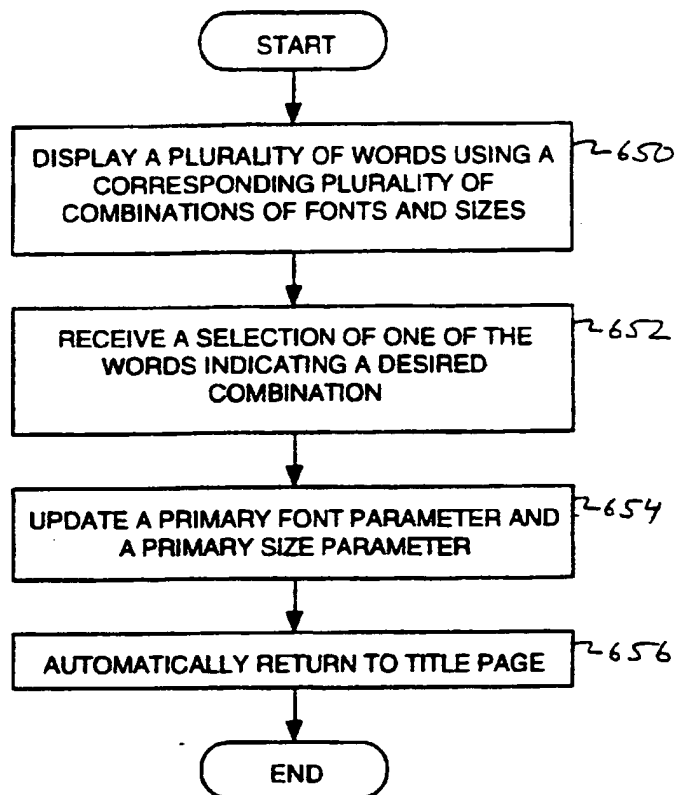 START
DISPLAY A PLURALITY OF WORDS USING A
CORRESPONDING PLURALITY OF
COMBINATIONS OF FONTS AND SIZES
650
RECEIVE A SELECTION OF ONE OF THE
WORDS INDICATING A DESIRED
COMBINATION
652
UPDATE A PRIMARY FONT PARAMETER AND
A PRIMARY SIZE PARAMETER
654
AUTOMATICALLY RETURN TO TITLE PAGE
656
END